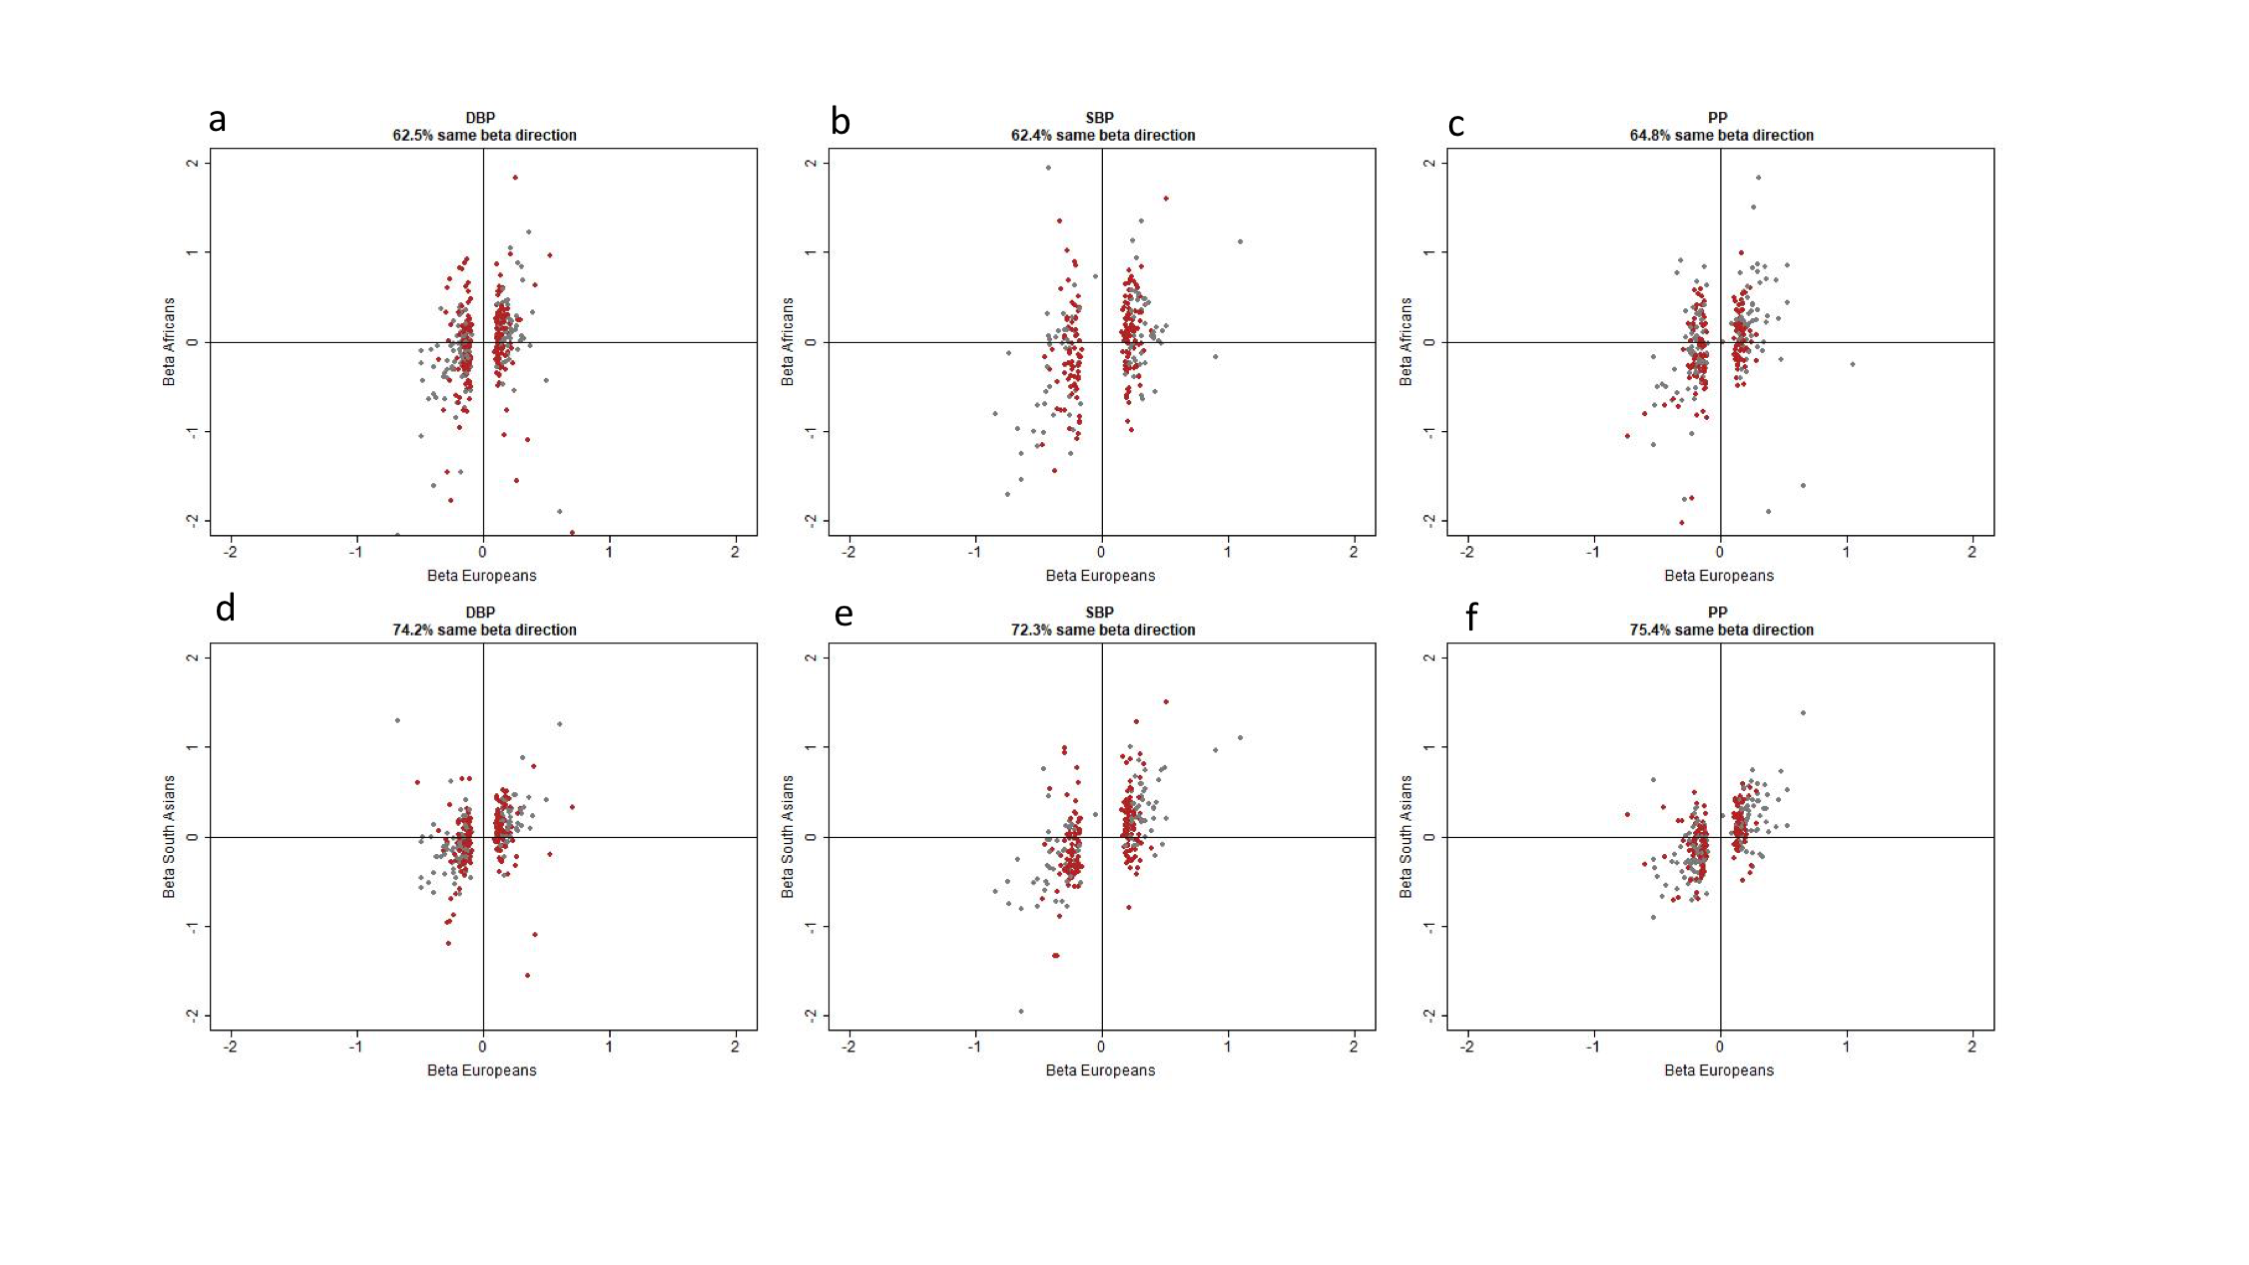 a
DBP
62.5% same beta direction
2
1
0
-1
-2
Beta Africans
-2
-1
0
1
2
Beta Europeans
b
SBP
62.4% same beta direction
2
1
0
-1
-2
Beta Africans
-2
-1
0
1
2
Beta Europeans
c
PP
64.8% same beta direction
2
1
0
-1
-2
Beta Africans
-2
-1
0
1
2
Beta Europeans
d
DBP
74.2% same beta direction
2
1
0
-1
-2
Beta South Asians
-2
-1
0
1
2
Beta Europeans
e
SBP
72.3% same beta direction
2
1
0
-1
-2
Beta South Asians
-2
-1
0
1
2
Beta Europeans
f
PP
75.4% same beta direction
2
1
0
-1
-2
Beta South Asians
-2
-1
0
1
2
Beta Europeans